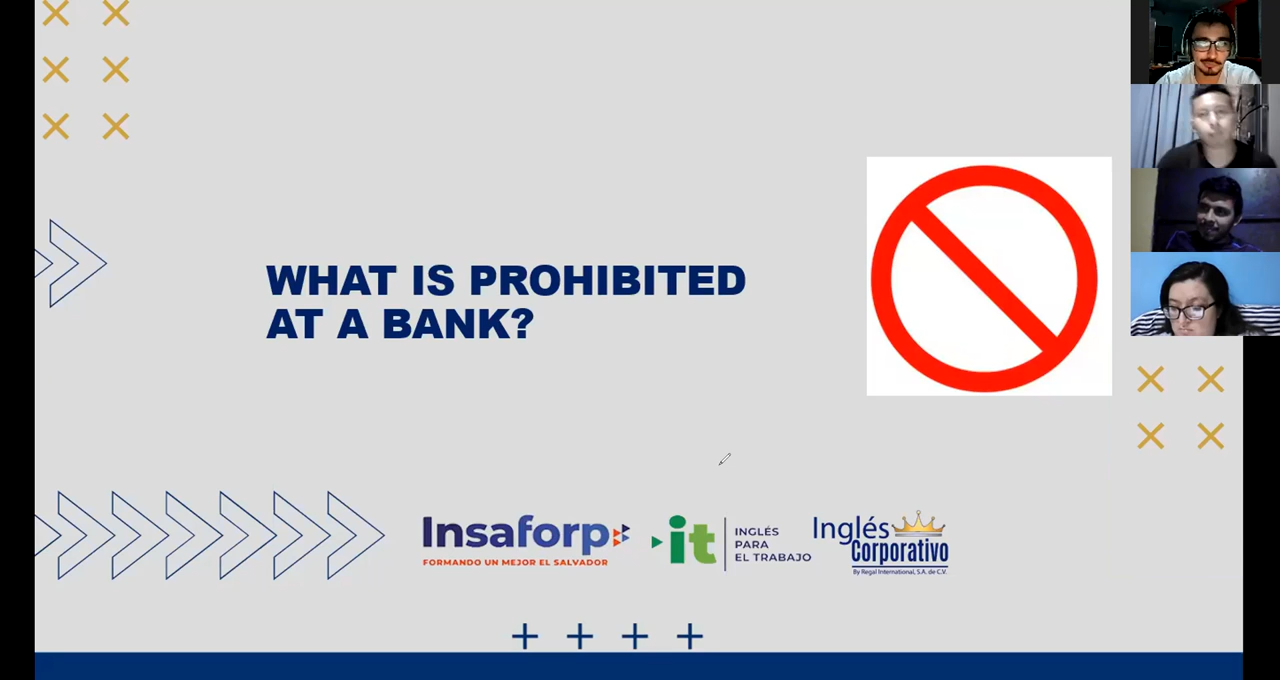 WHAT IS PROHIBITED
AT A BANK?
Insaforp
FORMANDO UN MEJOR EL SALVADOR
it
INGLÉS
PARA
EL TRABAJO
Inglés
Corporativo
By Regal International, S.A. de C.V.